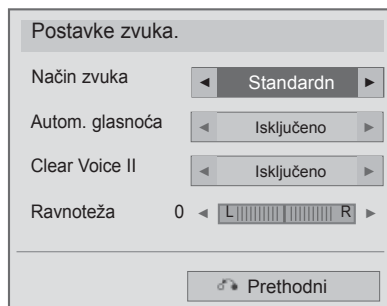 Postavke zvuka.
Način zvuka ◄ Standardn ►
Autom. glasnoća ◄ Isključeno ►
Clear Voice II ◄ Isključeno ►
Ravnoteža 0 ◄ L R ►
Prethodni